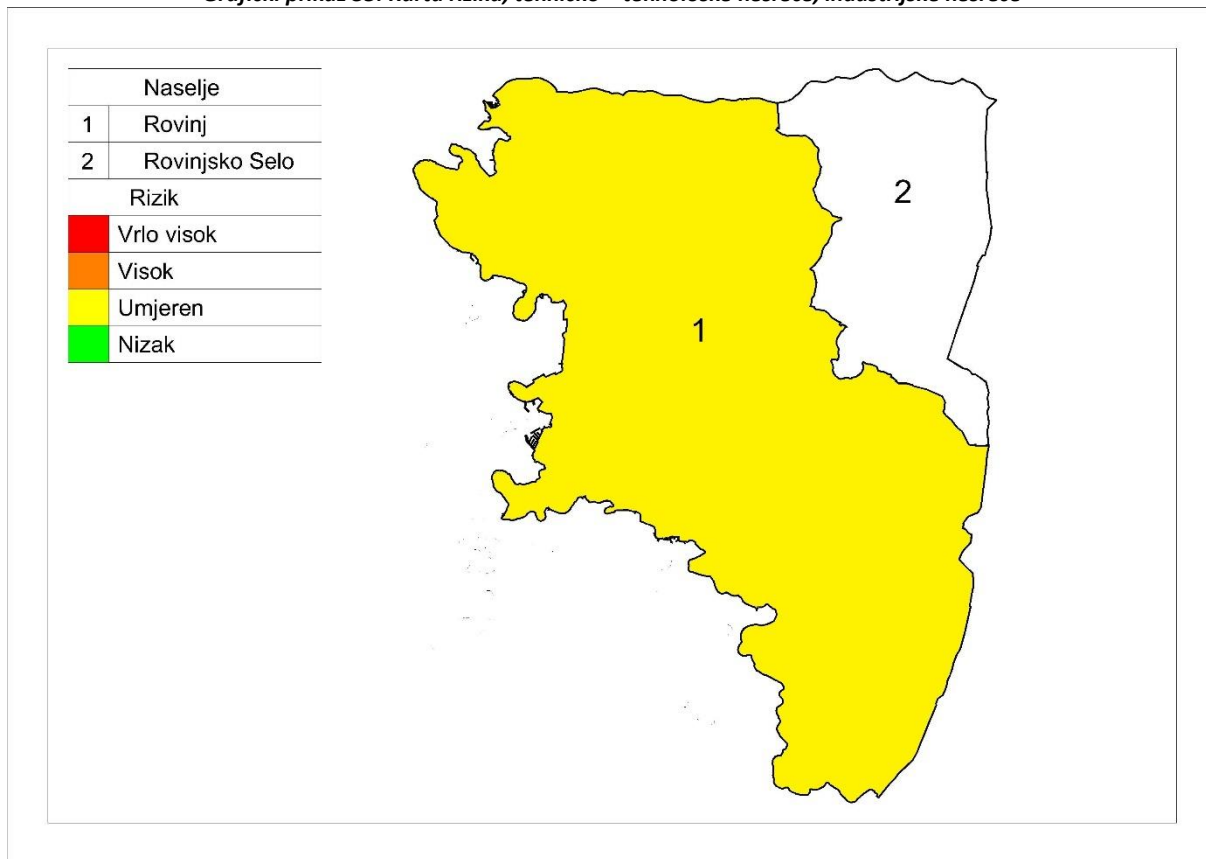 Naselje
1 Rovinj
2 Rovinjsko Selo
Rizik
Vrlo visok
Visok
Umjeren
Nizak
1
2